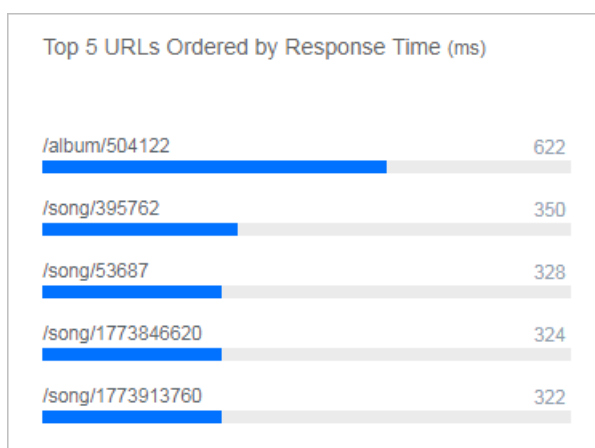 Top 5 URLs Ordered by Response Time (ms)
/album/504122 622
/song/395762 350
/song/53687 328
/song/1773846620 324
/song/1773913760 322